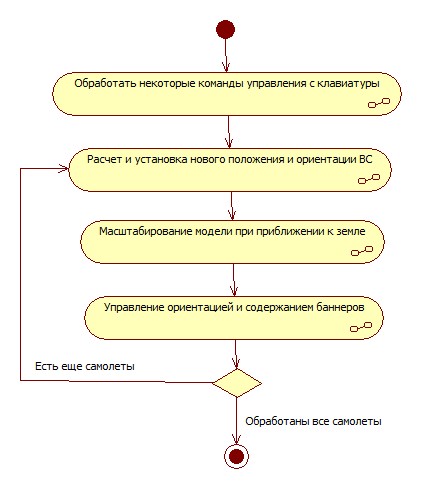 Обработать некоторые команды управления с клавиатуры
Расчет и установка нового положения и ориентации ВС
Масштабирование модели при приближении к земле
Управление ориентацией и содержанием баннеров
Есть еще самолеты
Обработаны все самолеты